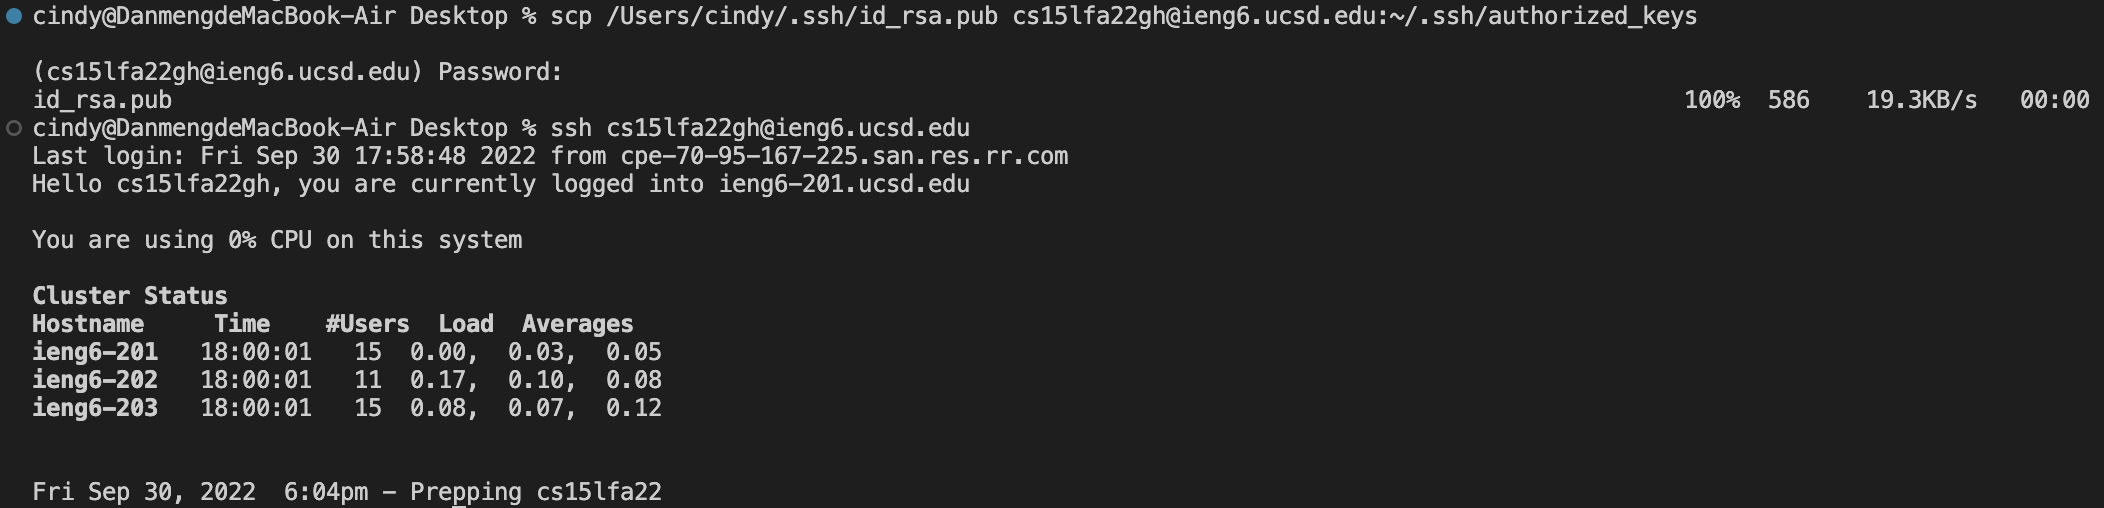 cindy@DanmengdeMacBook-Air Desktop % scp /Users/cindy/.ssh/id_rsa.pub cs15lfa22gh@ieng6.ucsd.edu:~/.ssh/authorized_keys
(cs15lfa22gh@ieng6.ucsd.edu) Password:
id_rsa.pub 100% 586 19.3KB/s 00:00
cindy@DanmengdeMacBook-Air Desktop % ssh cs15lfa22gh@ieng6.ucsd.edu
Last login: Fri Sep 30 17:58:48 2022 from cpe-70-95-167-225.san.res.rr.com
Hello cs15lfa22gh, you are currently logged into ieng6-201.ucsd.edu
You are using 0% CPU on this system
Cluster Status
Hostname Time #Users Load Averages
ieng6-201 18:00:01 15 0.00, 0.03, 0.05
ieng6-202 18:00:01 11 0.17, 0.10, 0.08
ieng6-203 18:00:01 15 0.08, 0.07, 0.12
Fri Sep 30, 2022 6:04pm - Prepping cs15lfa22